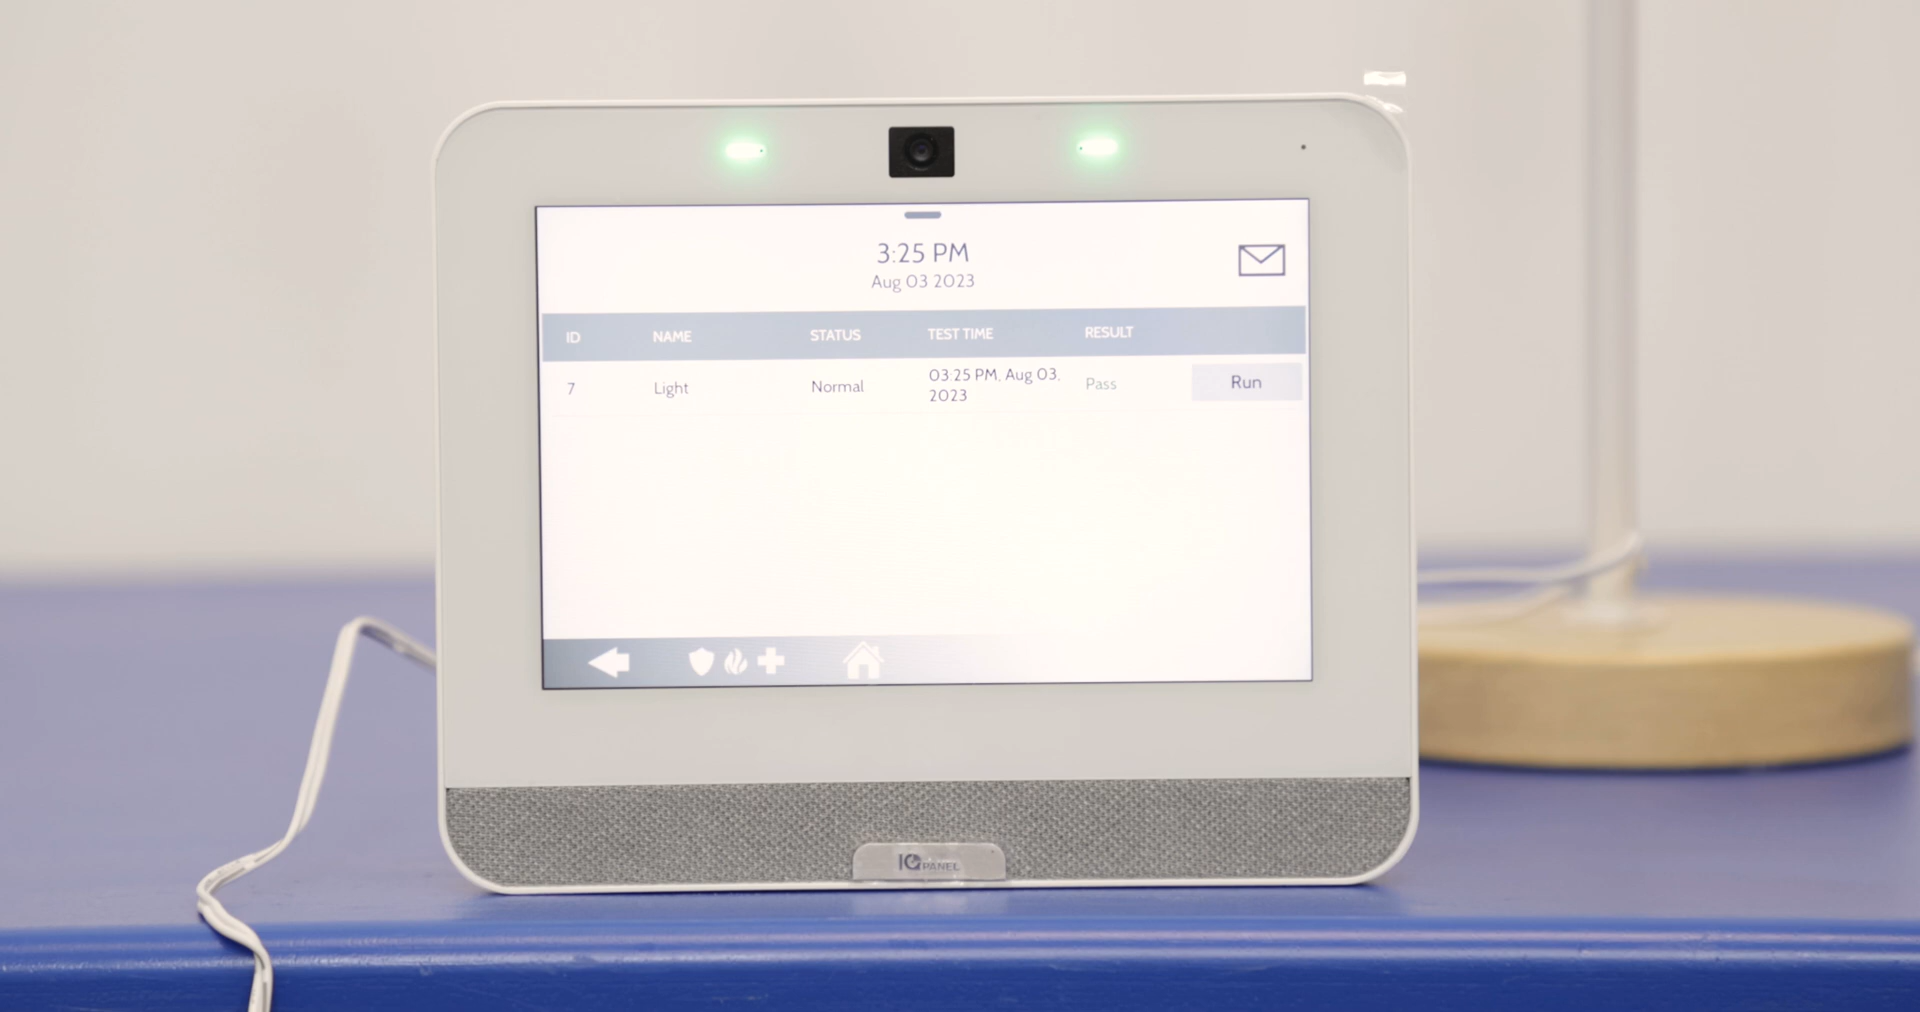 3:25 PM
Aug 03 2023
ID NAME STATUS TEST TIME RESULT
7 Light Normal 03:25 PM, Aug 03, 2023 Pass Run
IQ PANEL